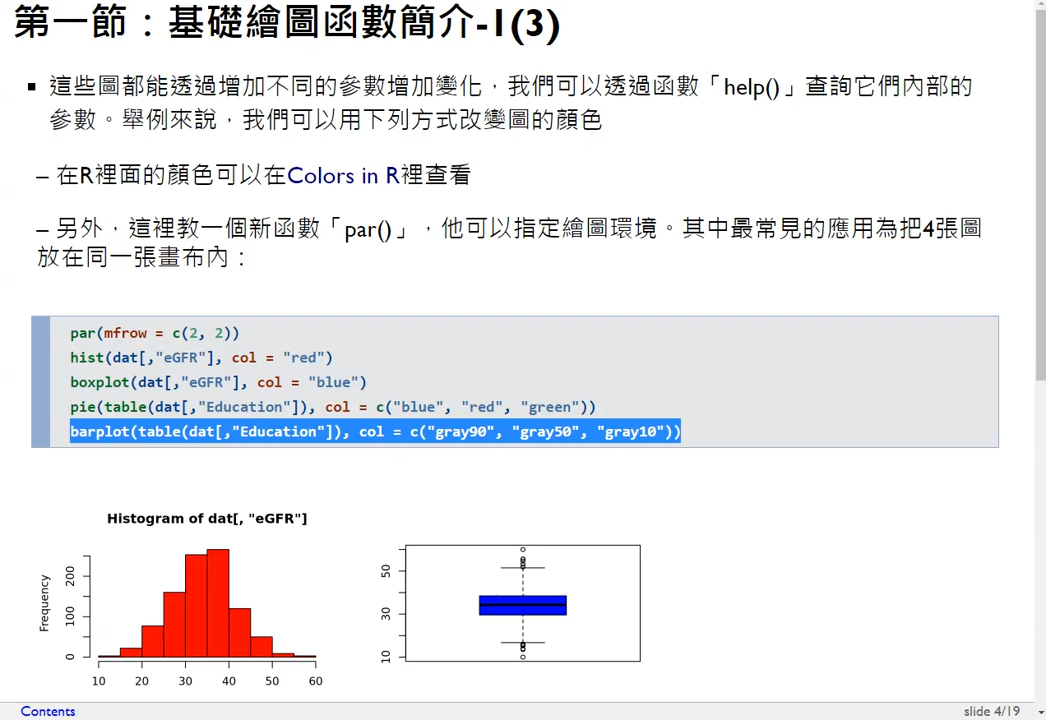 第一節：基礎繪圖函數簡介-1(3)
▪ 這些圖都能透過增加不同的參數增加變化，我們可以透過函數「help()」查詢它們內部的
參數。舉例來說，我們可以用下列方式改變圖的顏色
– 在R裡面的顏色可以在Colors in R裡查看
– 另外，這裡教一個新函數「par()」，他可以指定繪圖環境。其中最常見的應用為把4張圖
放在同一張畫布內：
par(mfrow = c(2, 2))
hist(dat[,"eGFR"], col = "red")
boxplot(dat[,"eGFR"], col = "blue")
pie(table(dat[,"Education"]), col = c("blue", "red", "green"))
barplot(table(dat[,"Education"]), col = c("gray90", "gray50", "gray10"))
Histogram of dat[, "eGFR"]
Frequency
0 100 200
10 20 30 40 50 60
10 30 50
Contents
slide 4/19